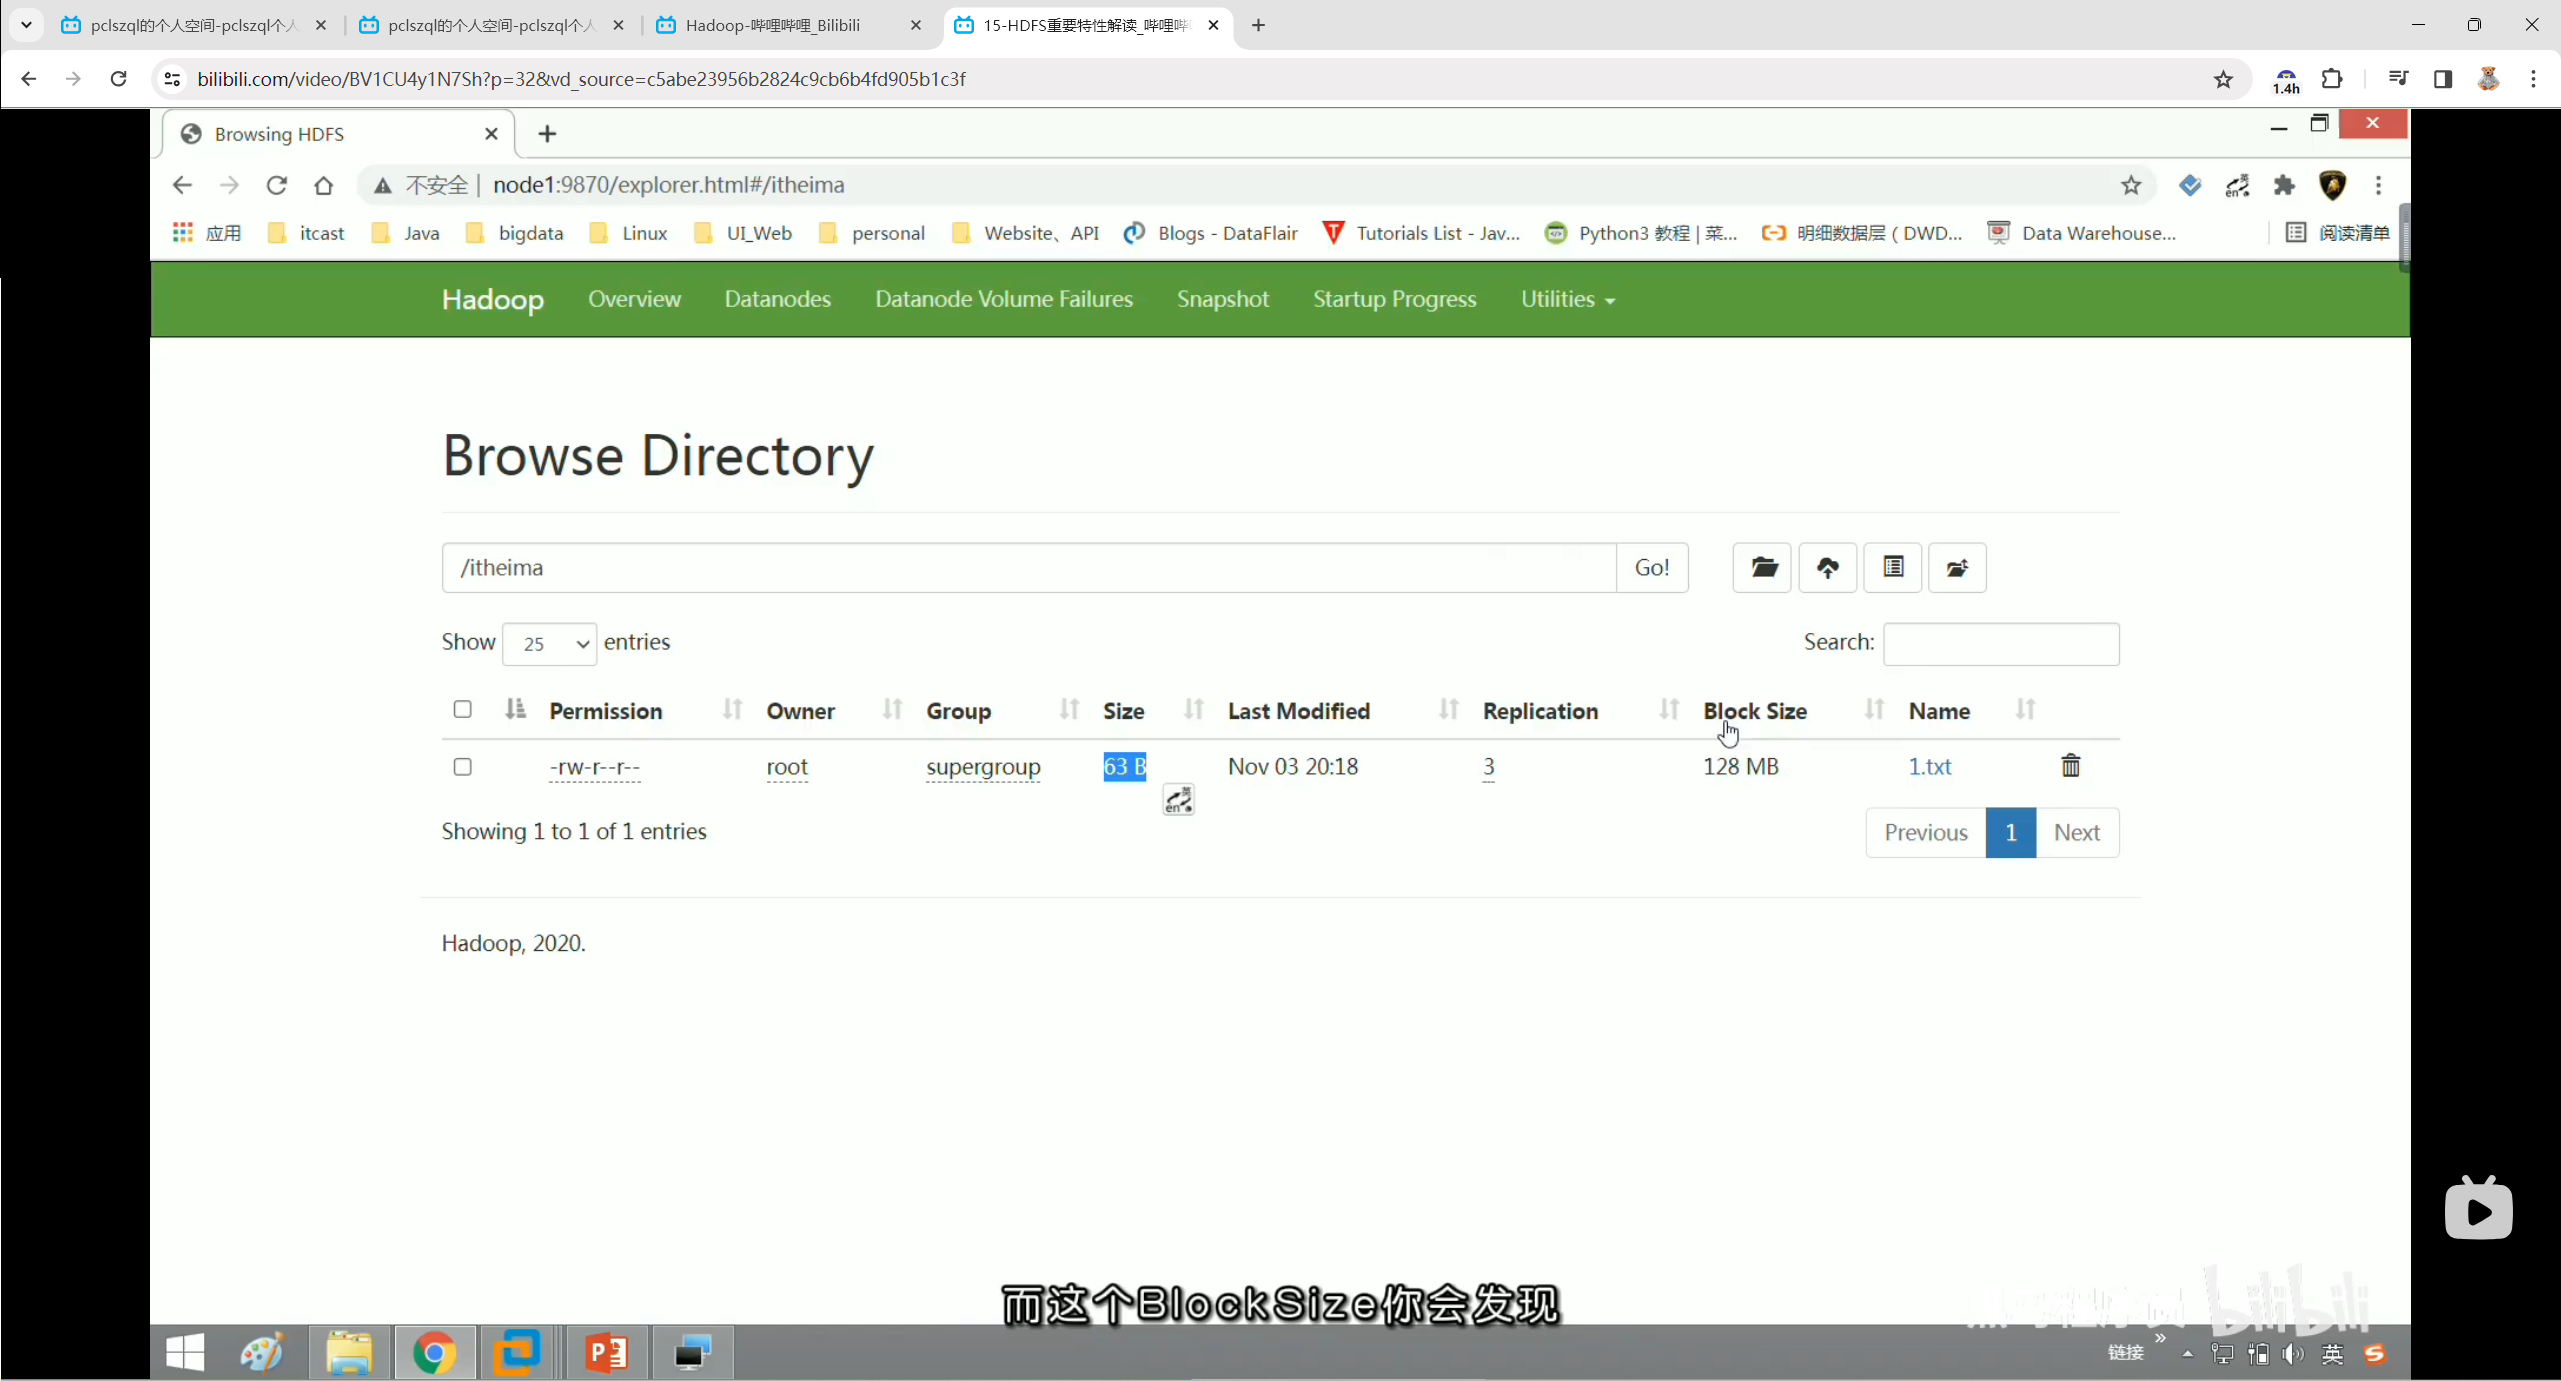 pclszql的个人空间-pclszql个人
pclszql的个人空间-pclszql个人
Hadoop-哔哩哔哩_Bilibili
15-HDFS重要特性解读_哔哩哔
bilibili.com/video/BV1CU4y1N7Sh?p=32&vd_source=c5abe23956b2824c9cb6b4fd905b1c3f
1.4h
Browsing HDFS
不安全 | node1:9870/explorer.html#/itheima
应用 itcast Java bigdata Linux UI_Web personal Website、API Blogs - DataFlair Tutorials List - Jav... Python3 教程 | 菜... 明细数据层 ( DWD... Data Warehouse... 阅读清单
Hadoop Overview Datanodes Datanode Volume Failures Snapshot Startup Progress Utilities
Browse Directory
/itheima Go!
Show 25 entries Search:
Permission Owner Group Size Last Modified Replication Block Size Name
-rw-r--r-- root supergroup 63 B Nov 03 20:18 3 128 MB 1.txt
英
en
Showing 1 to 1 of 1 entries
Previous 1 Next
Hadoop, 2020.
而这个BlockSize你会发现
bilibili
链接 » 英